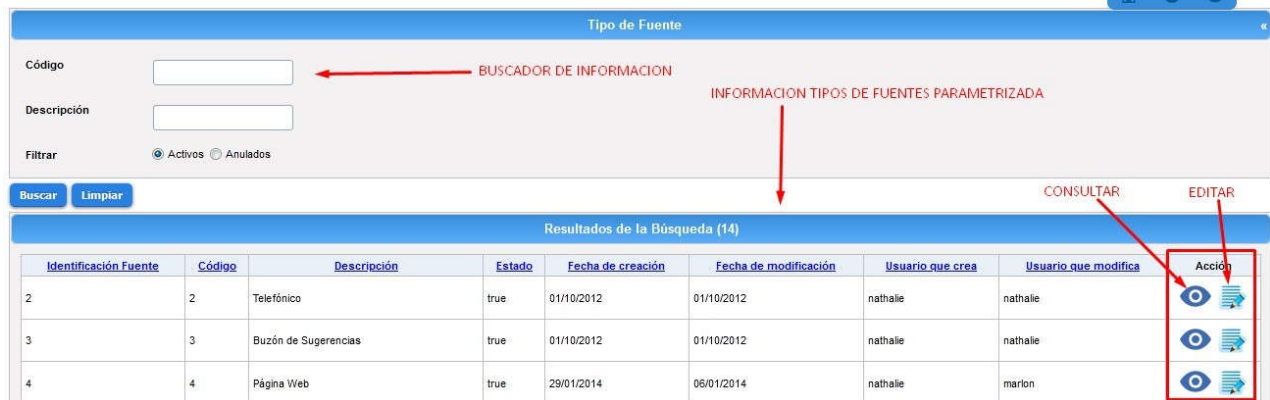 Tipo de Fuente «
Código
BUSCADOR DE INFORMACION
INFORMACION TIPOS DE FUENTES PARAMETRIZADA
Descripción
Filtrar Activos Anulados
Buscar Limpiar
CONSULTAR EDITAR
Resultados de la Búsqueda (14)
Identificación Fuente Código Descripción Estado Fecha de creación Fecha de modificación Usuario que crea Usuario que modifica Acción
2 2 Telefónico true 01/10/2012 01/10/2012 nathalie nathalie
3 3 Buzón de Sugerencias true 01/10/2012 01/10/2012 nathalie nathalie
4 4 Página Web true 29/01/2014 06/01/2014 nathalie marlon